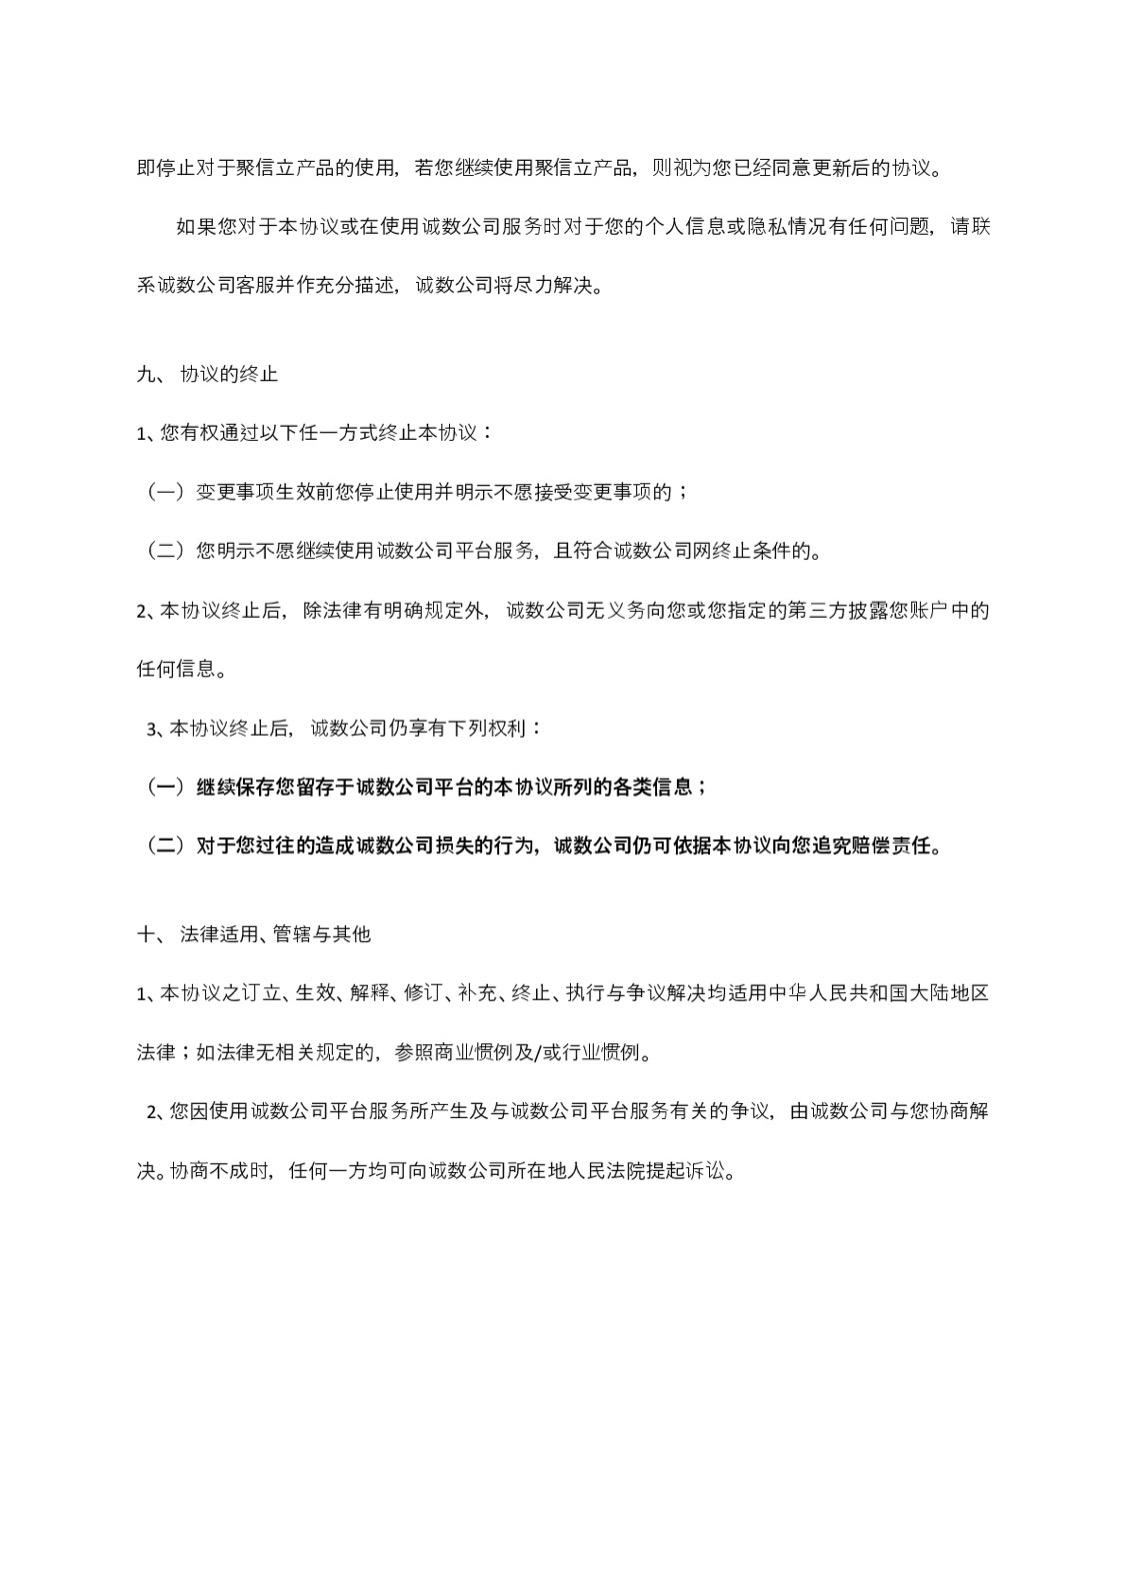 即停止对于聚信立产品的使用，若您继续使用聚信立产品，则视为您已经同意更新后的协议。
如果您对于本协议或在使用诚数公司服务时对于您的个人信息或隐私情况有任何问题，请联
系诚数公司客服并作充分描述，诚数公司将尽力解决。
九、 协议的终止
1、您有权通过以下任一方式终止本协议：
（一）变更事项生效前您停止使用并明示不愿接受变更事项的；
（二）您明示不愿继续使用诚数公司平台服务，且符合诚数公司网终止条件的。
2、本协议终止后，除法律有明确规定外，诚数公司无义务向您或您指定的第三方披露您账户中的
任何信息。
3、本协议终止后，诚数公司仍享有下列权利：
（一）继续保存您留存于诚数公司平台的本协议所列的各类信息；
（二）对于您过往的造成诚数公司损失的行为，诚数公司仍可依据本协议向您追究赔偿责任。
十、 法律适用、管辖与其他
1、本协议之订立、生效、解释、修订、补充、终止、执行与争议解决均适用中华人民共和国大陆地区
法律；如法律无相关规定的，参照商业惯例及/或行业惯例。
2、您因使用诚数公司平台服务所产生及与诚数公司平台服务有关的争议，由诚数公司与您协商解
决。协商不成时，任何一方均可向诚数公司所在地人民法院提起诉讼。